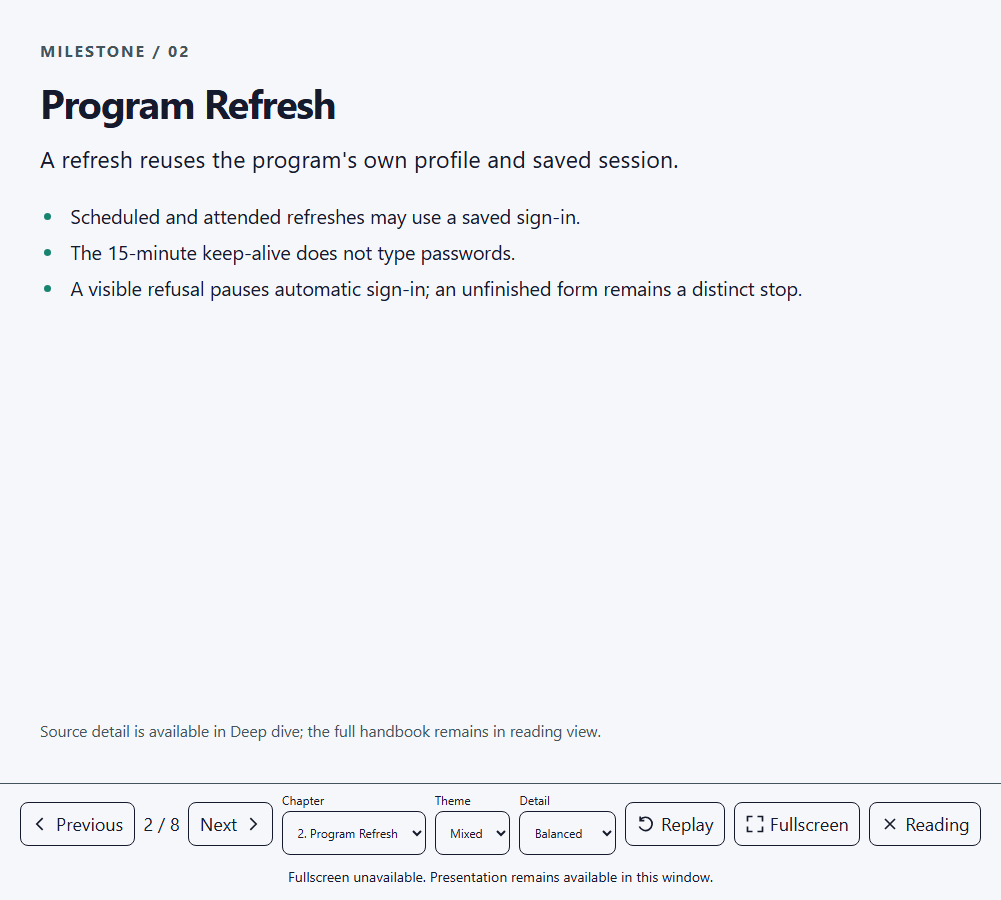 MILESTONE / 02
Program Refresh
A refresh reuses the program's own profile and saved session.
Scheduled and attended refreshes may use a saved sign-in.
The 15-minute keep-alive does not type passwords.
A visible refusal pauses automatic sign-in; an unfinished form remains a distinct stop.
Source detail is available in Deep dive; the full handbook remains in reading view.
Previous
2 / 8
Next
Chapter
2. Program Refresh
Theme
Mixed
Detail
Balanced
Replay
Fullscreen
Reading
Fullscreen unavailable. Presentation remains available in this window.